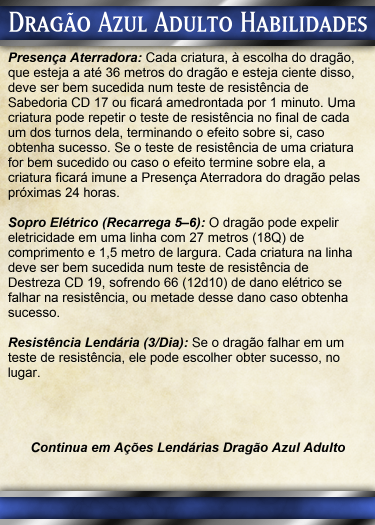 Dragão Azul Adulto Habilidades
Presença Aterradora: Cada criatura, à escolha do dragão,
que esteja a até 36 metros do dragão e esteja ciente disso,
deve ser bem sucedida num teste de resistência de
Sabedoria CD 17 ou ficará amedrontada por 1 minuto. Uma
criatura pode repetir o teste de resistência no final de cada
um dos turnos dela, terminando o efeito sobre si, caso
obtenha sucesso. Se o teste de resistência de uma criatura
for bem sucedido ou caso o efeito termine sobre ela, a
criatura ficará imune a Presença Aterradora do dragão pelas
próximas 24 horas.
Sopro Elétrico (Recarrega 5–6): O dragão pode expelir
eletricidade em uma linha com 27 metros (18Q) de
comprimento e 1,5 metro de largura. Cada criatura na linha
deve ser bem sucedida num teste de resistência de
Destreza CD 19, sofrendo 66 (12d10) de dano elétrico se
falhar na resistência, ou metade desse dano caso obtenha
sucesso.
Resistência Lendária (3/Dia): Se o dragão falhar em um
teste de resistência, ele pode escolher obter sucesso, no
lugar.
Continua em Ações Lendárias Dragão Azul Adulto